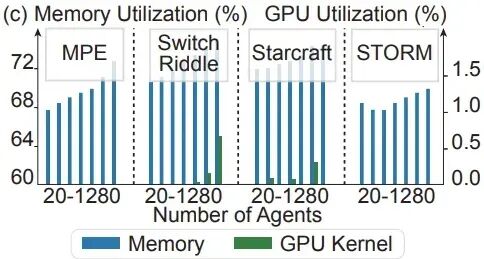 (c) Memory Utilization (%) GPU Utilization (%)
MPE
Switch
Riddle
Starcraft
STORM
72
68
64
60
1.5
1.0
0.5
0.0
20-1280 20-1280 20-1280 20-1280
Number of Agents
Memory GPU Kernel